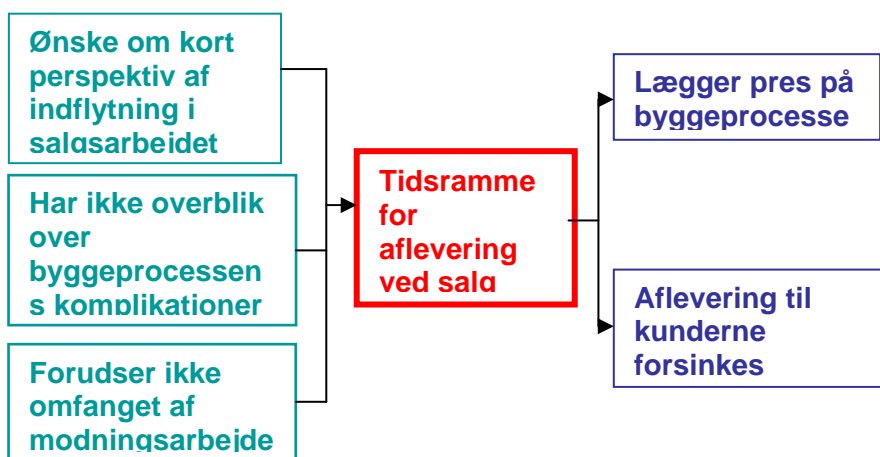 Ønske om kort
perspektiv af
indflytning i
salgsarbejdet
Har ikke overblik
over
byggeprocessen
s komplikationer
Forudser ikke
omfanget af
modningsarbejde
Tidsramme
for
aflevering
ved salg
Lægger pres på
byggeprocesse
Aflevering til
kunderne
forsinkes